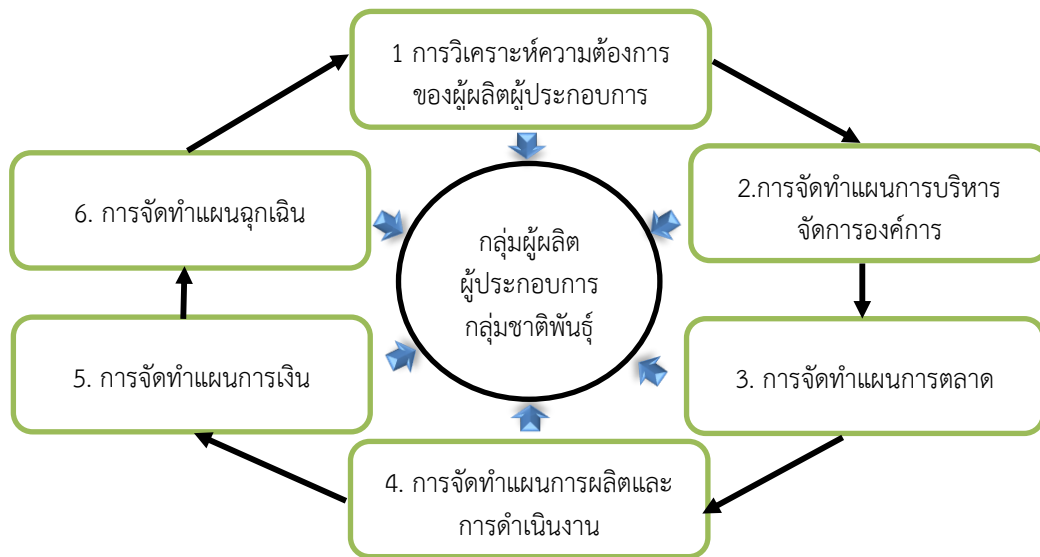 1 การวิเคราะห์ความต้องการ
ของผู้ผลิตผู้ประกอบการ
2.การจัดทำแผนการบริหาร
จัดการองค์การ
3. การจัดทำแผนการตลาด
4. การจัดทำแผนการผลิตและ
การดำเนินงาน
5. การจัดทำแผนการเงิน
6. การจัดทำแผนฉุกเฉิน
กลุ่มผู้ผลิต
ผู้ประกอบการ
กลุ่มชาติพันธุ์